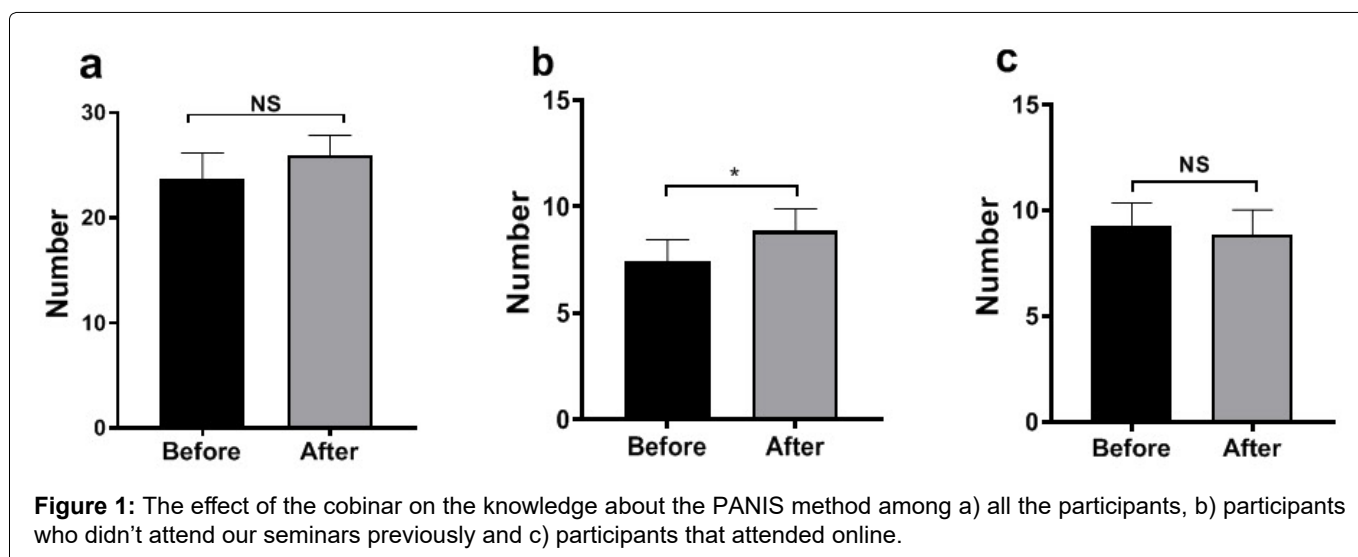 a
NS
30
20
10
0
Number
Before After
b
*
15
10
5
0
Number
Before After
c
NS
15
10
5
0
Number
Before After
Figure 1: The effect of the cobinar on the knowledge about the PANIS method among a) all the participants, b) participants
who didn’t attend our seminars previously and c) participants that attended online.